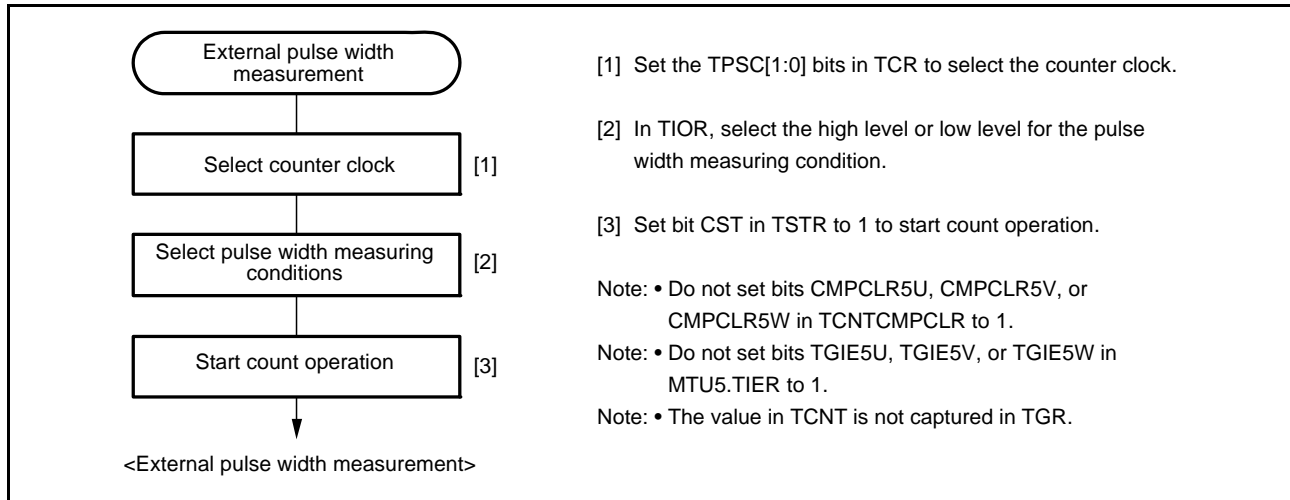 External pulse width
measurement
Select counter clock
[1]
Select pulse width measuring
conditions
[2]
Start count operation
[3]
<External pulse width measurement>
[1] Set the TPSC[1:0] bits in TCR to select the counter clock.
[2] In TIOR, select the high level or low level for the pulse
width measuring condition.
[3] Set bit CST in TSTR to 1 to start count operation.
Note: • Do not set bits CMPCLR5U, CMPCLR5V, or
CMPCLR5W in TCNTCMPCLR to 1.
Note: • Do not set bits TGIE5U, TGIE5V, or TGIE5W in
MTU5.TIER to 1.
Note: • The value in TCNT is not captured in TGR.